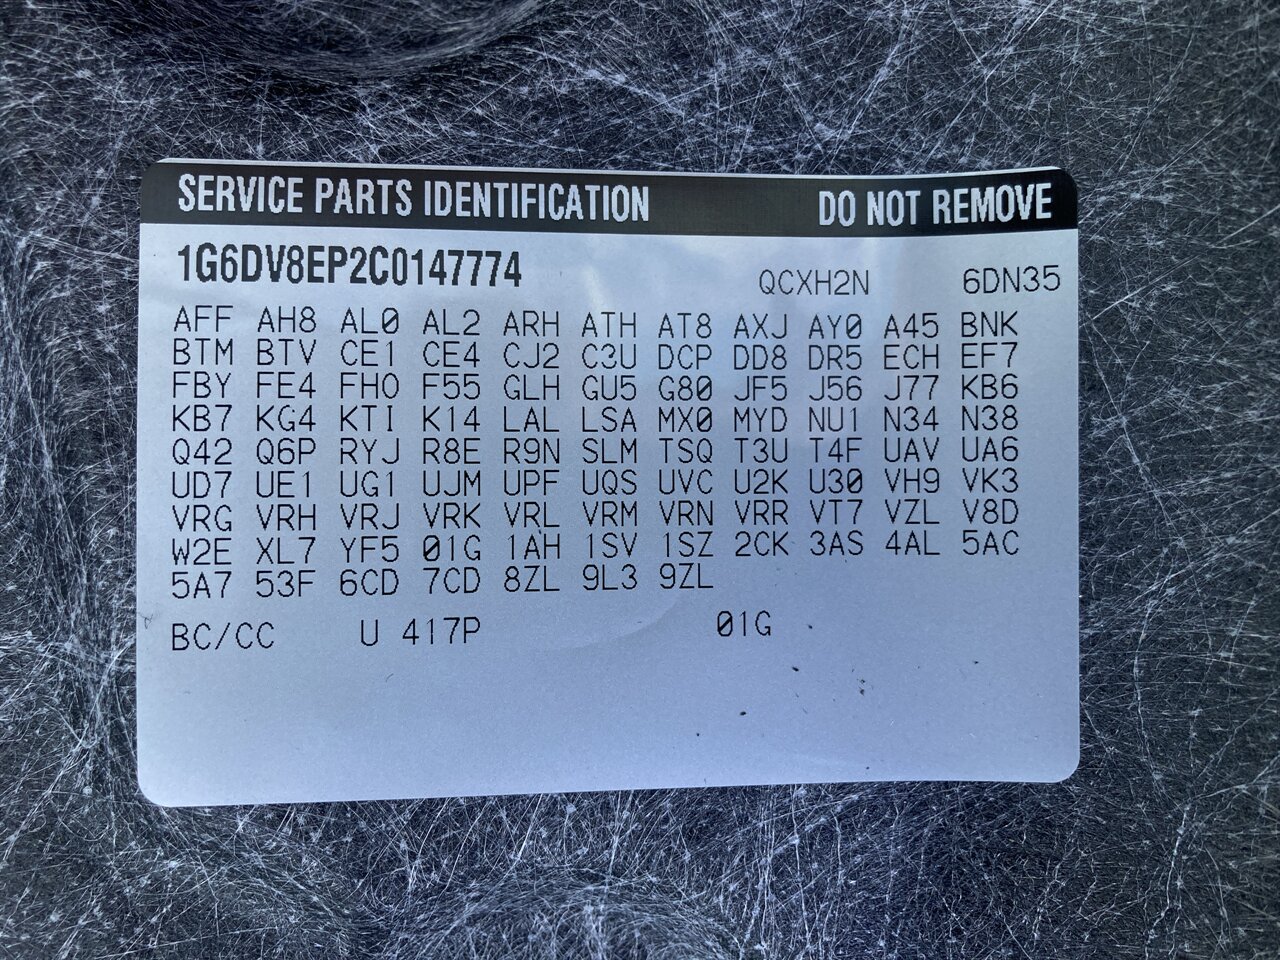 SERVICE PARTS IDENTIFICATION DO NOT REMOVE
1G6DV8EP2C0147774 QCXH2N 6DN35
AFF AH8 AL0 AL2 ARH ATH AT8 AXJ AY0 A45 BNK
BTM BTV CE1 CE4 CJ2 C3U DCP DD8 DR5 ECH EF7
FBY FE4 FHO F55 GLH GU5 G80 JF5 J56 J77 KB6
KB7 KG4 KTI K14 LAL LSA MX0 MYD NU1 N34 N38
Q42 Q6P RYJ R8E R9N SLM TSQ T3U T4F UAV UA6
UD7 UE1 UG1 UJM UPF UQS UVC U2K U30 VH9 VK3
VRG VRH VRJ VRK VRL VRM VRN VRR VT7 VZL V8D
W2E XL7 YF5 01G 1AH 1SV 1SZ 2CK 3AS 4AL 5AC
5A7 53F 6CD 7CD 8ZL 9L3 9ZL
BC/CC U 417P 01G